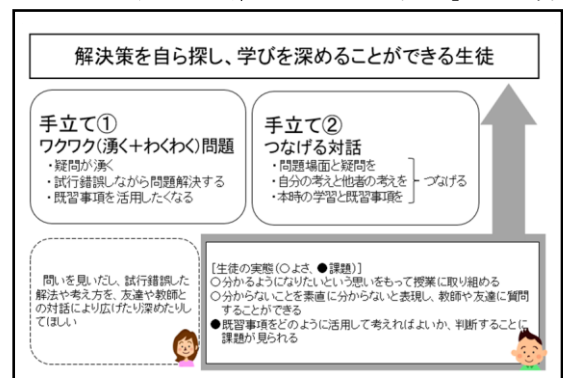 解決策を自ら探し、学びを深めることができる生徒
手立て①
ワクワク(湧く＋わくわく)問題
・疑問が湧く
・試行錯誤しながら問題解決する
・既習事項を活用したくなる
手立て②
つなげる対話
・問題場面と疑問を
・自分の考えと他者の考えを
つなげる
・本時の学習と既習事項を
問いを見いだし、試行錯誤した
解法や考え方を、友達や教師と
の対話により広げたり深めたりし
てほしい
[生徒の実態(○よさ、●課題)]
○分かるようになりたいという思いをもって授業に取り組める
○分からないことを素直に分からないと表現し、教師や友達に質問
することができる
●既習事項をどのように活用して考えればよいか、判断することに
課題が見られる